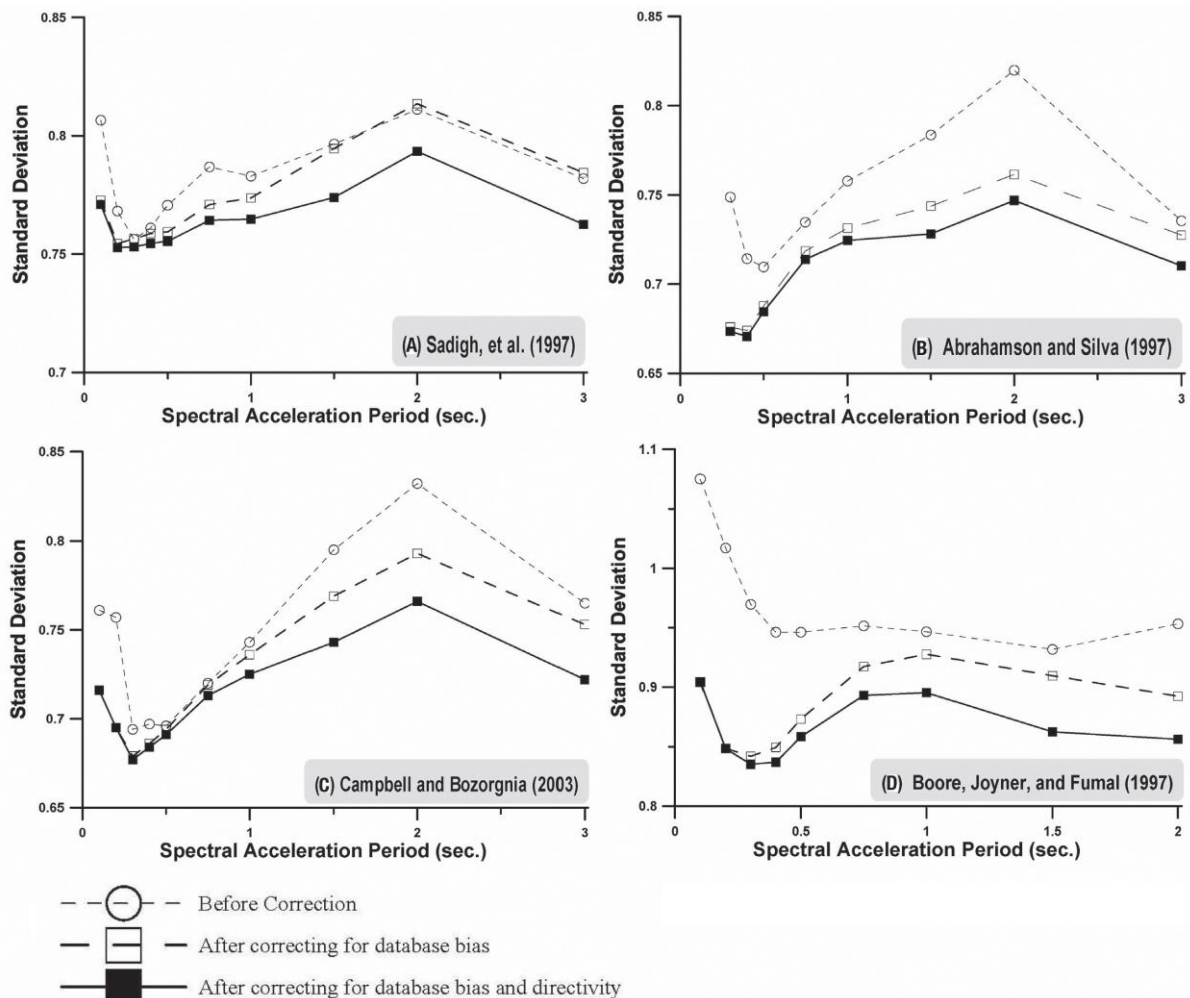 0.85
0.8
0.75
0.7
Standard Deviation
0
1
2
3
Spectral Acceleration Period (sec.)
(A) Sadigh, et al. (1997)
0.85
0.8
0.75
0.7
0.65
Standard Deviation
0
1
2
3
Spectral Acceleration Period (sec.)
(B) Abrahamson and Silva (1997)
0.85
0.8
0.75
0.7
0.65
Standard Deviation
0
1
2
3
Spectral Acceleration Period (sec.)
(C) Campbell and Bozorgnia (2003)
1.1
1
0.9
0.8
Standard Deviation
0
0.5
1
1.5
2
Spectral Acceleration Period (sec.)
(D) Boore, Joyner, and Fumal (1997)
Before Correction
After correcting for database bias
After correcting for database bias and directivity